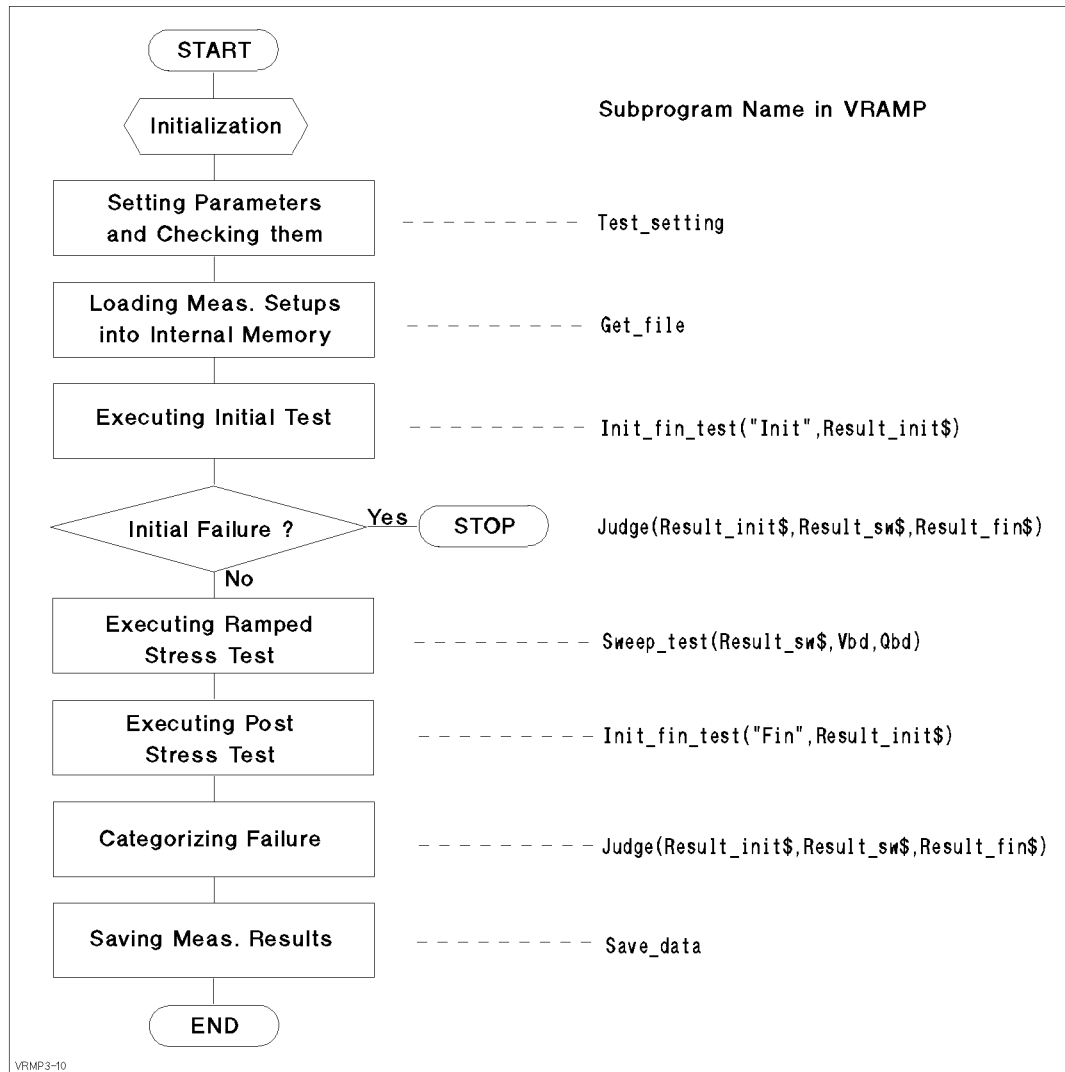 START
Initialization
Subprogram Name in VRAMP
Setting Parameters
and Checking them
Test_setting
Loading Meas. Setups
into Internal Memory
Get_file
Executing Initial Test
Init_fin_test("Init",Result_init$)
Initial Failure ?
Yes
STOP
Judge(Result_init$,Result_sw$,Result_fin$)
No
Executing Ramped
Stress Test
Sweep_test(Result_sw$,Vbd,Qbd)
Executing Post
Stress Test
Init_fin_test("Fin",Result_init$)
Categorizing Failure
Judge(Result_init$,Result_sw$,Result_fin$)
Saving Meas. Results
Save_data
END
VRMP3-10